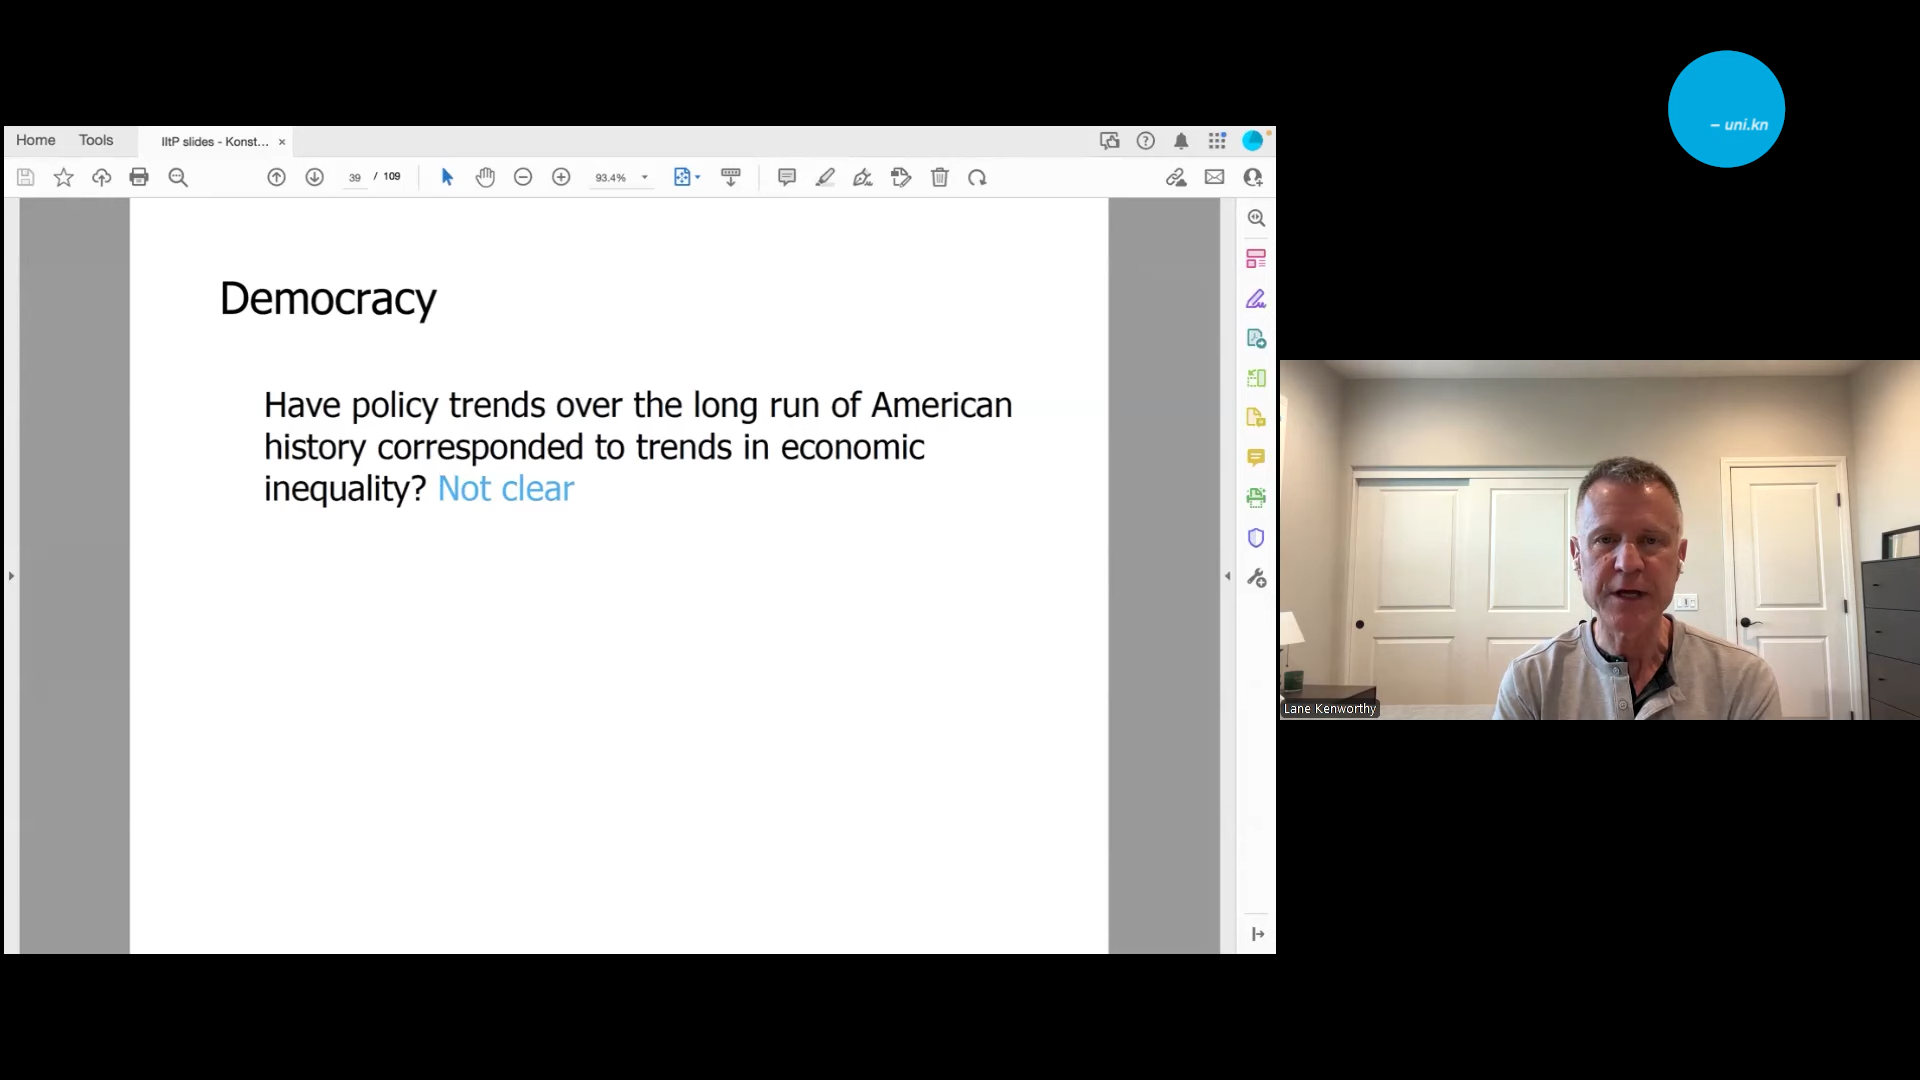 – uni.kn
Home Tools IItP slides - Konst... ×
39 / 109 93.4%
Democracy
Have policy trends over the long run of American
history corresponded to trends in economic
inequality? Not clear
Lane Kenworthy